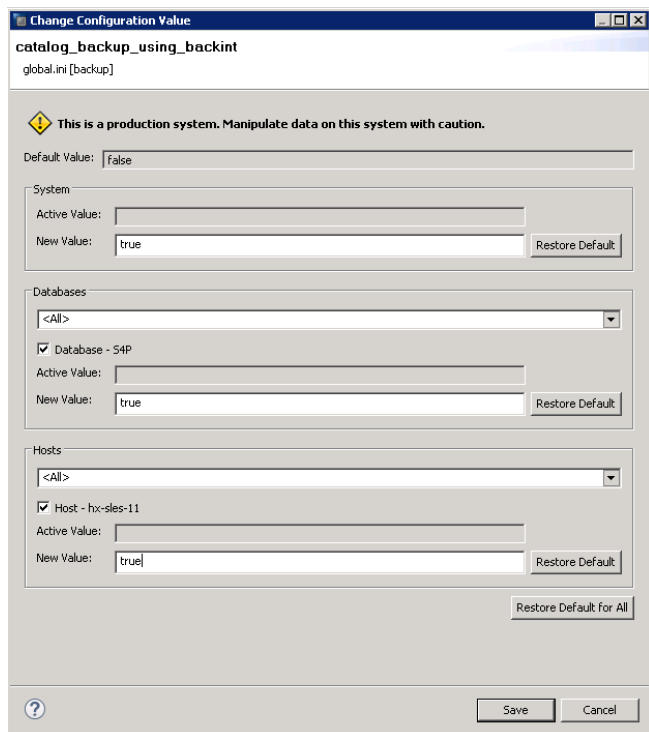 Change Configuration Value
catalog_backup_using_backint
global.ini [backup]
This is a production system. Manipulate data on this system with caution.
Default Value: false
System
Active Value:
New Value: true Restore Default
Databases
<All>
Database - S4P
Active Value:
New Value: true Restore Default
Hosts
<All>
Host - hx-sles-11
Active Value:
New Value: true Restore Default
Restore Default for All
? Save Cancel